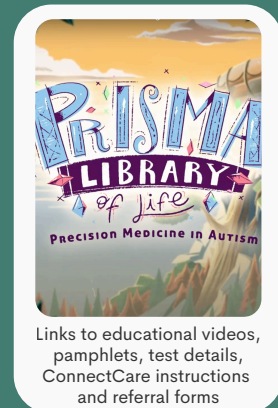 PRISMA
LIBRARY
of life
PRECISION MEDICINE IN AUTISM
Links to educational videos,
pamphlets, test details,
ConnectCare instructions
and referral forms